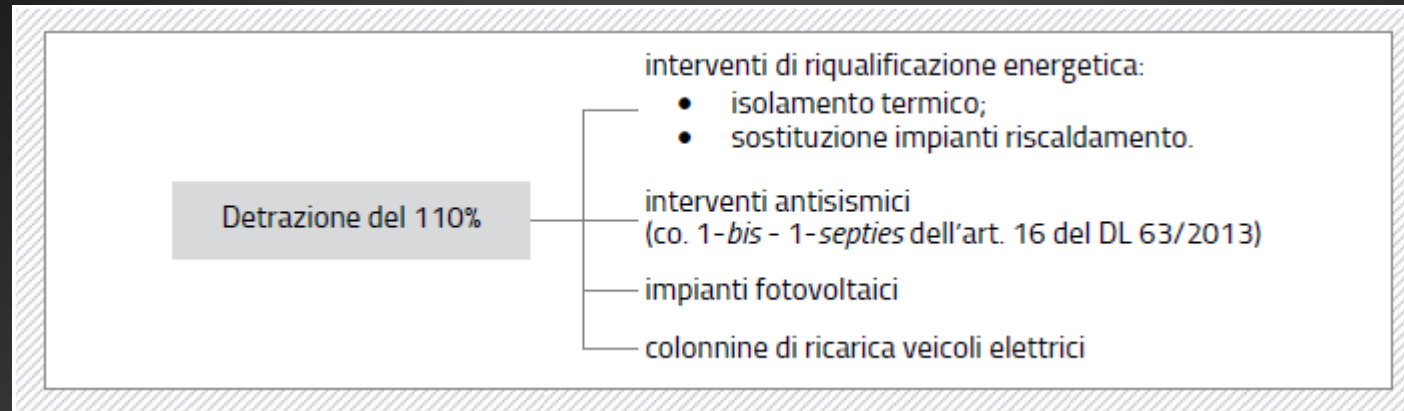 interventi di riqualificazione energetica:
• isolamento termico;
• sostituzione impianti riscaldamento.
Detrazione del 110%
interventi antisismici
(co. 1-bis - 1-septies dell'art. 16 del DL 63/2013)
impianti fotovoltaici
colonnine di ricarica veicoli elettrici